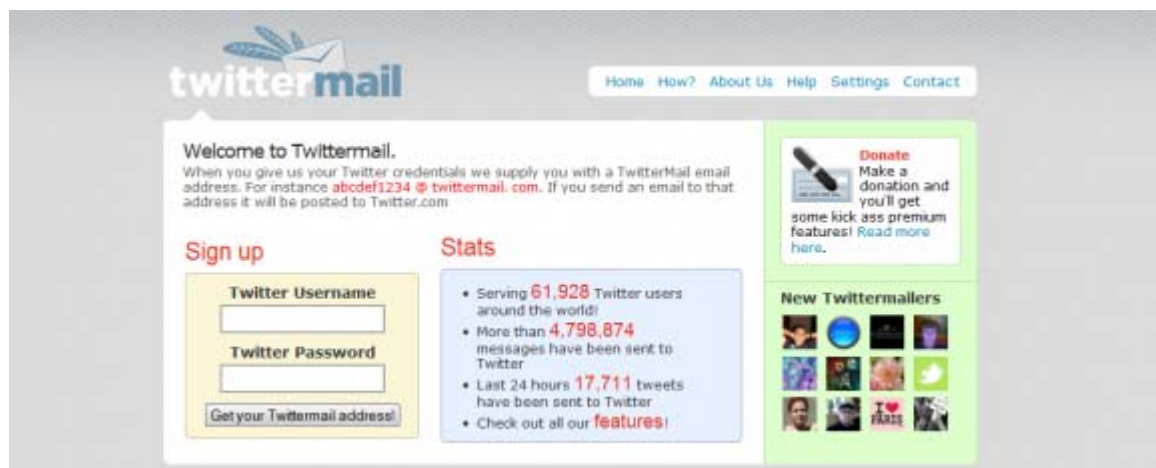 twittermail
Home How? About Us Help Settings Contact
Welcome to Twittermail.
When you give us your Twitter credentials we supply you with a TwitterMail email
address. For instance abcdef1234 @ twittermail. com. If you send an email to that
address it will be posted to Twitter.com
Sign up
Twitter Username
Twitter Password
Get your Twittermail address!
Stats
• Serving 61,928 Twitter users
around the world!
• More than 4,798,874
messages have been sent to
Twitter
• Last 24 hours 17,711 tweets
have been sent to Twitter
• Check out all our features!
Donate
Make a
donation and
you'll get
some kick ass premium
features! Read more
here.
New Twittermailers
I ♥
PARIS